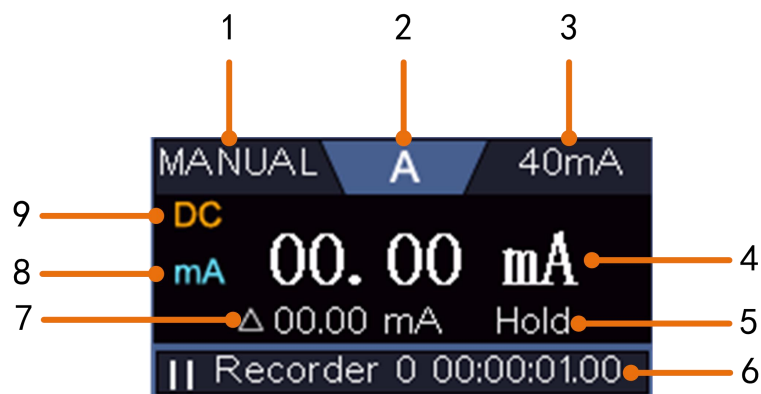 1 2 3
MANUAL A 40mA
9 DC
00.00 mA 4
8 mA
7 △ 00.00 mA Hold 5
|| Recorder 0 00:00:01.00 6